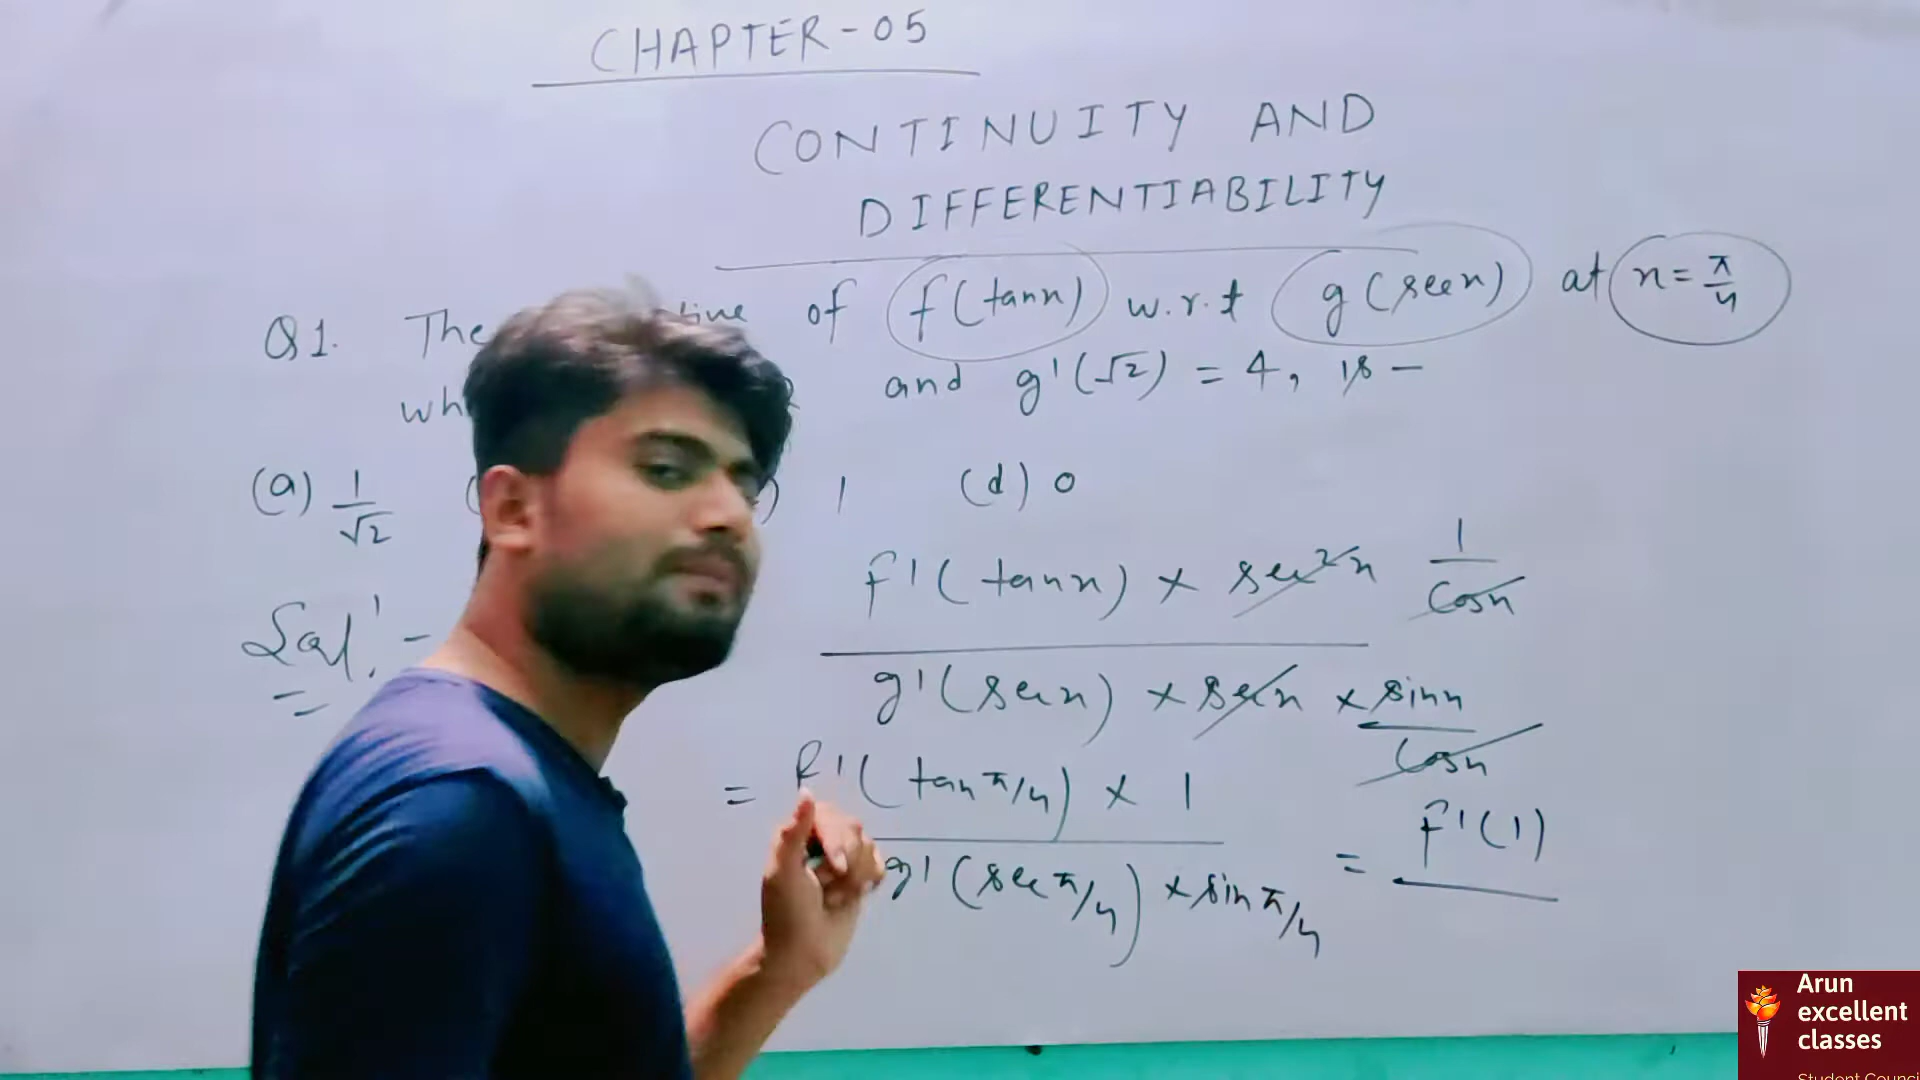 CHAPTER-05
CONTINUITY AND
DIFFERENTIABILITY
Q1. The of f(tanx) w.r.t g(secx) at x = π/4
and g'(√2) = 4, is —
(a) 1/√2 1 (d) 0
Sol':- f'(tanx) × sec²x 1/cosx
g'(secx) × secx × sinx/cosx
= f'(tan π/4) × 1
g'(sec π/4) × sin π/4
= f'(1)
Arun
excellent
classes